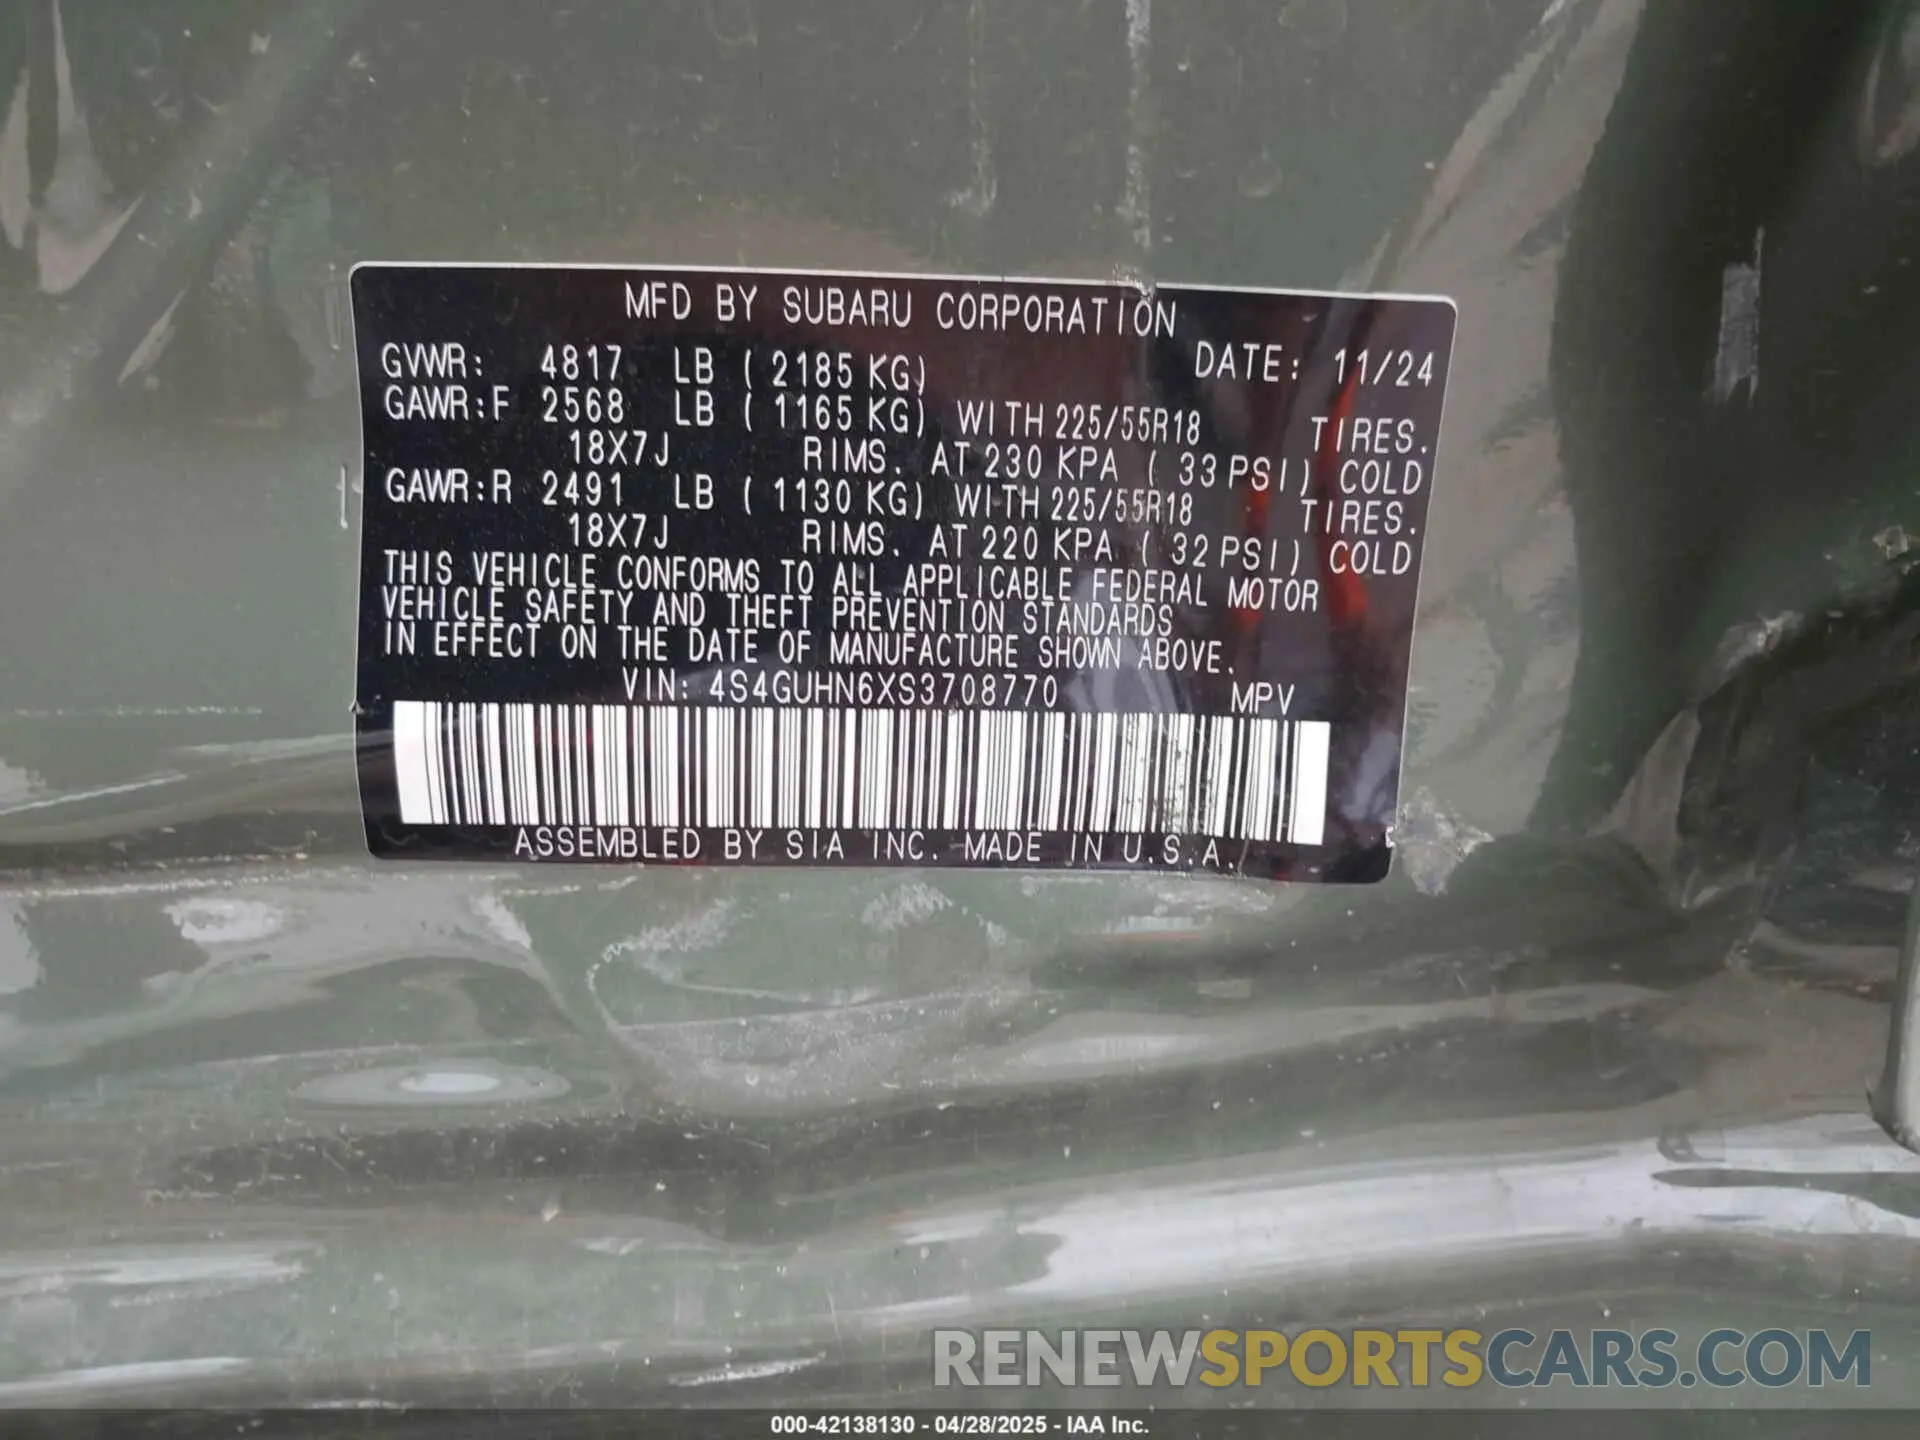 MFD BY SUBARU CORPORATION
GVWR: 4817 LB ( 2185 KG) DATE: 11/24
GAWR:F 2568 LB ( 1165 KG) WITH 225/55R18 TIRES.
18X7J RIMS. AT 230 KPA ( 33 PSI) COLD
GAWR:R 2491 LB ( 1130 KG) WITH 225/55R18 TIRES.
18X7J RIMS. AT 220 KPA ( 32 PSI) COLD
THIS VEHICLE CONFORMS TO ALL APPLICABLE FEDERAL MOTOR
VEHICLE SAFETY AND THEFT PREVENTION STANDARDS
IN EFFECT ON THE DATE OF MANUFACTURE SHOWN ABOVE.
VIN: 4S4GUHN6XS3708770 MPV
ASSEMBLED BY SIA INC. MADE IN U.S.A.
RENEWSPORTSCARS.COM
000-42138130 - 04/28/2025 - IAA Inc.